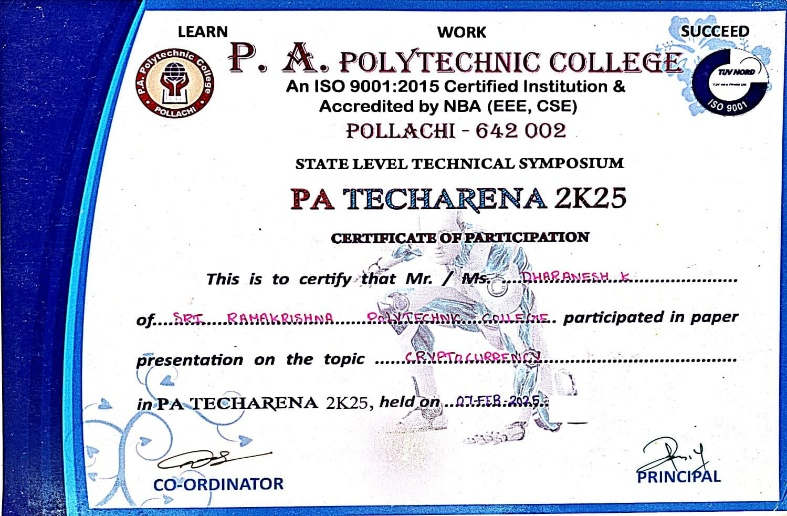 LEARN WORK SUCCEED
P. A. POLYTECHNIC COLLEGE
P.A. Polytechnic College
POLLACHI
TUV NORD
ISO 9001
An ISO 9001:2015 Certified Institution &
Accredited by NBA (EEE, CSE)
POLLACHI - 642 002
STATE LEVEL TECHNICAL SYMPOSIUM
PA TECHARENA 2K25
CERTIFICATE OF PARTICIPATION
This is to certify that Mr. / Ms. DHARANESH K
of SRI RAMAKRISHNA POLYTECHNIC COLLEGE participated in paper
presentation on the topic CRYPTOCURRENCY
in PA TECHARENA 2K25, held on 07.FEB.2025.
CO-ORDINATOR PRINCIPAL